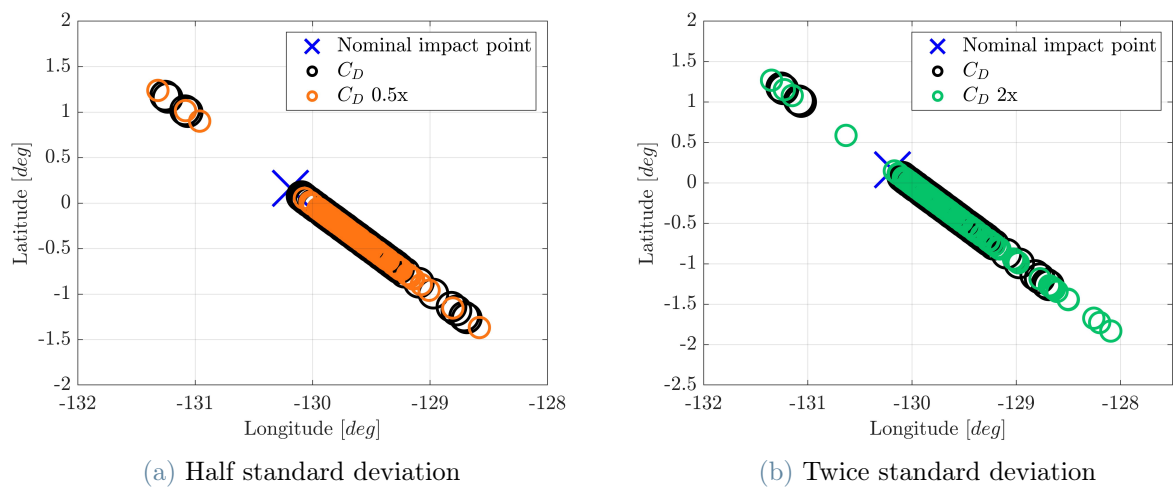 2
1.5
1
0.5
0
-0.5
-1
-1.5
-2
-132
-131
-130
-129
-128
Latitude [deg]
Longitude [deg]
Nominal impact point
C_D
C_D 0.5x
(a) Half standard deviation
2
1.5
1
0.5
0
-0.5
-1
-1.5
-2
-2.5
-132
-131
-130
-129
-128
Latitude [deg]
Longitude [deg]
Nominal impact point
C_D
C_D 2x
(b) Twice standard deviation